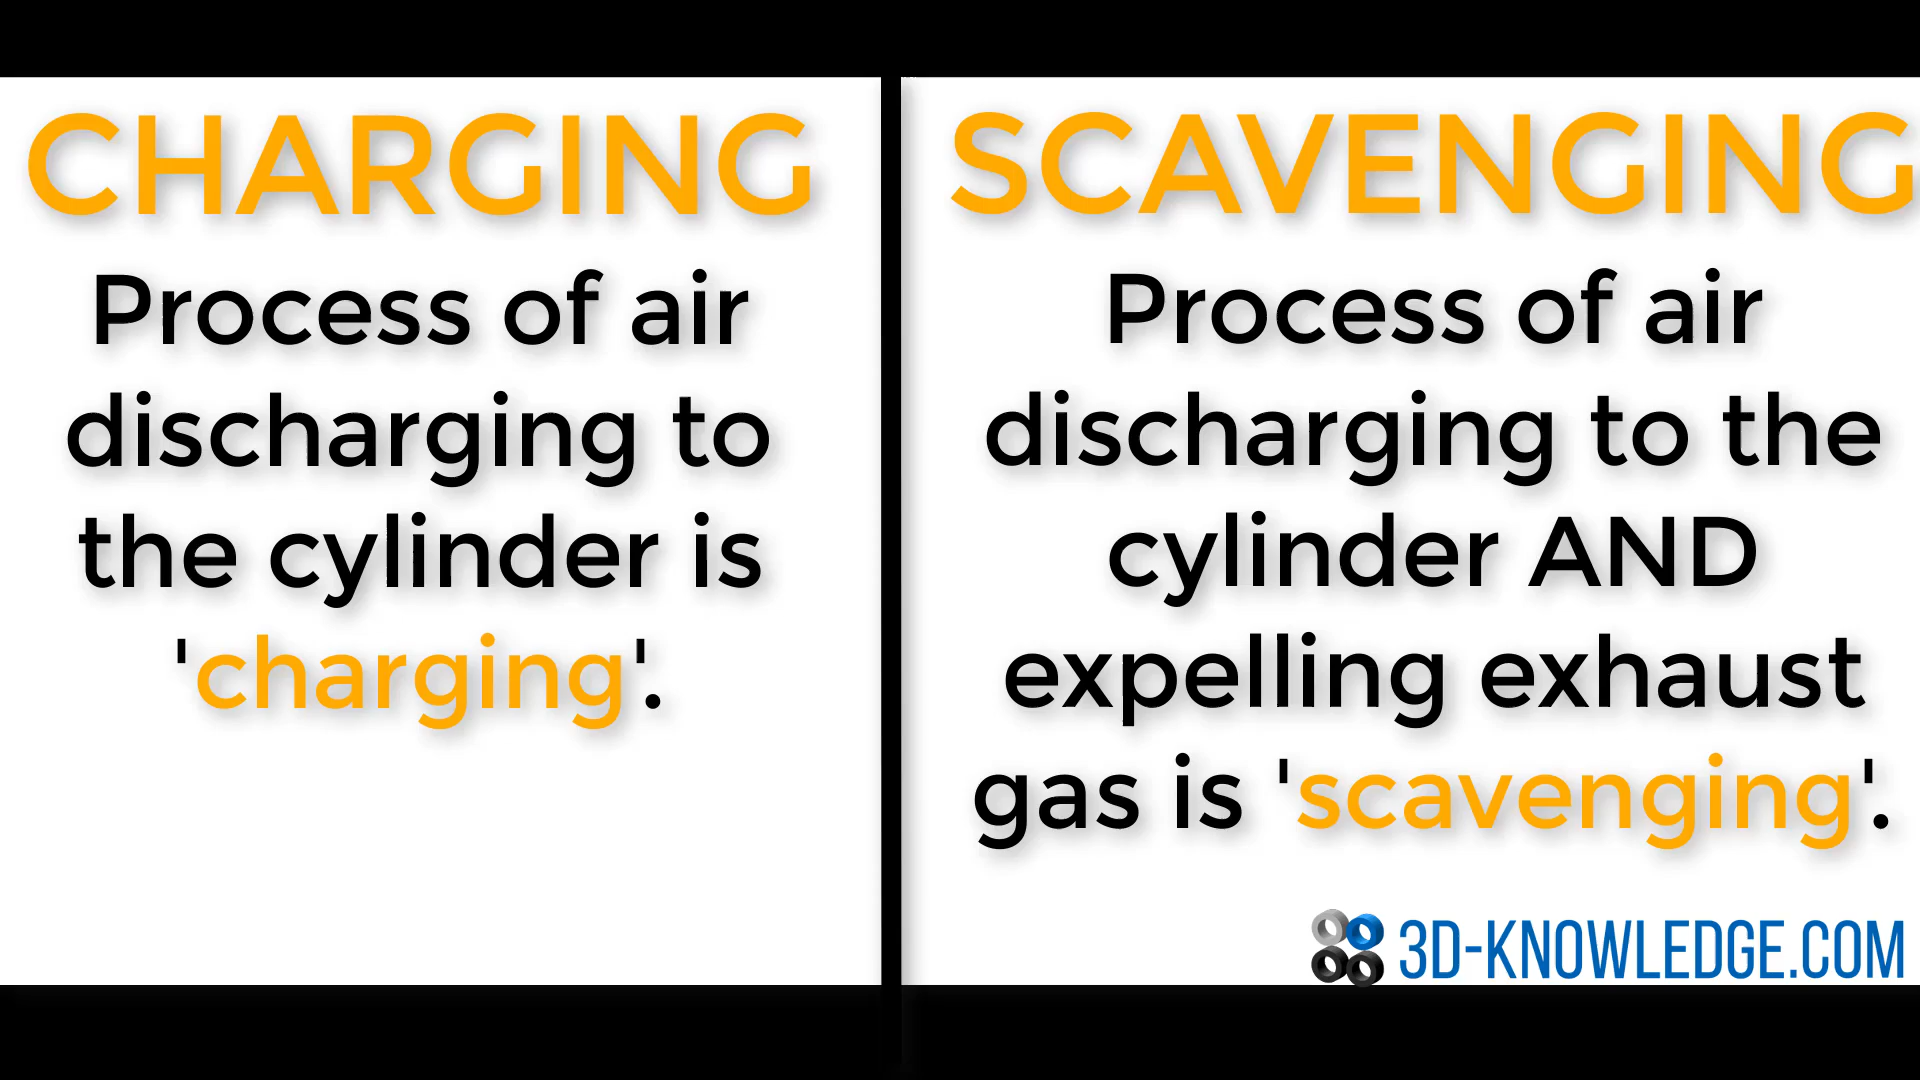 CHARGING
Process of air
discharging to
the cylinder is
'charging'.
SCAVENGING
Process of air
discharging to the
cylinder AND
expelling exhaust
gas is 'scavenging'.
3D-KNOWLEDGE.COM